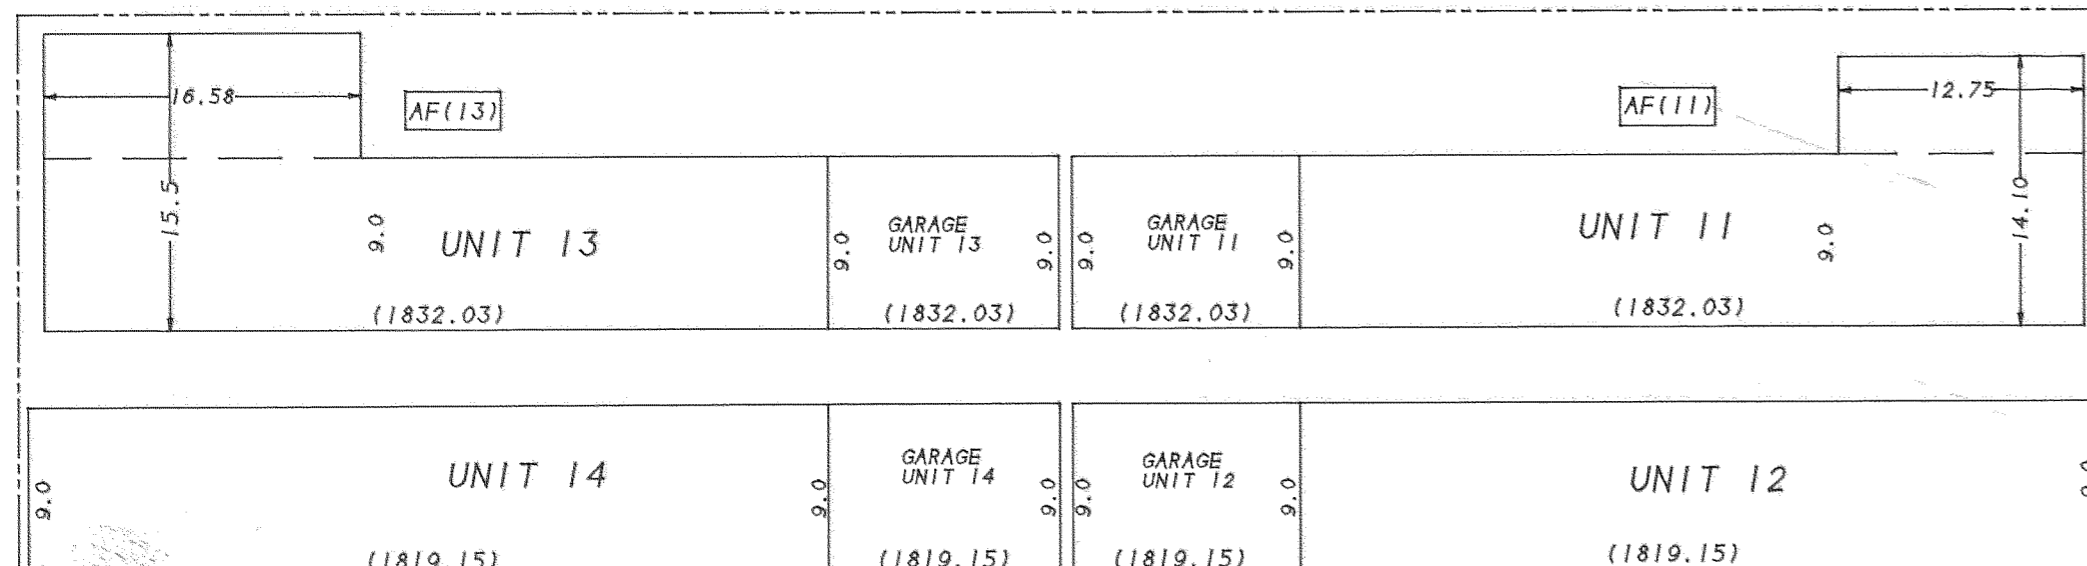 16.58
AF(13)
AF(11)
12.75
15.5
9.0
UNIT 13
9.0
GARAGE
UNIT 13
9.0
9.0
GARAGE
UNIT 11
9.0
UNIT 11
9.0
14.10
(1832.03)
(1832.03)
(1832.03)
(1832.03)
9.0
UNIT 14
9.0
GARAGE
UNIT 14
9.0
9.0
GARAGE
UNIT 12
9.0
UNIT 12
(1819.15)
(1819.15)
(1819.15)
(1819.15)